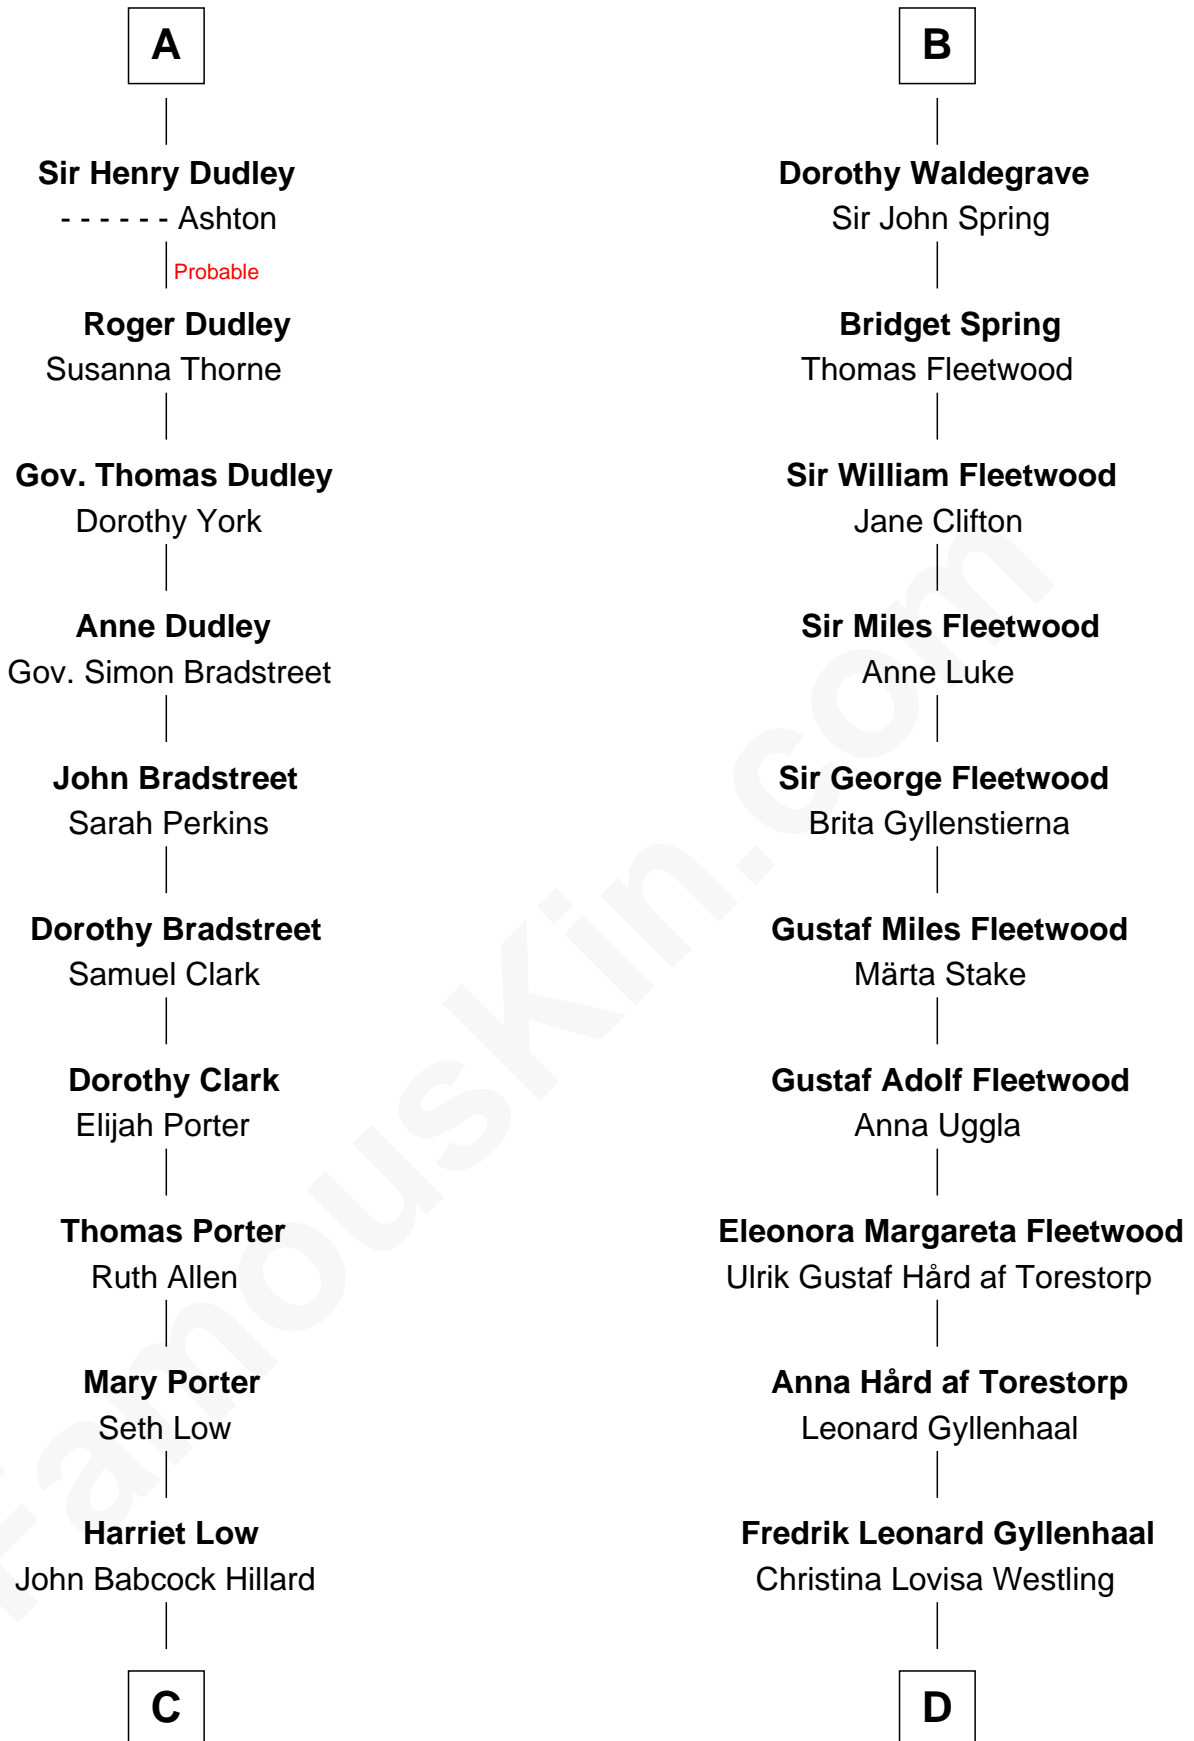 A
Sir Henry Dudley
- - - - - - Ashton
Probable
Roger Dudley
Susanna Thorne
Gov. Thomas Dudley
Dorothy York
Anne Dudley
Gov. Simon Bradstreet
John Bradstreet
Sarah Perkins
Dorothy Bradstreet
Samuel Clark
Dorothy Clark
Elijah Porter
Thomas Porter
Ruth Allen
Mary Porter
Seth Low
Harriet Low
John Babcock Hillard
C
B
Dorothy Waldegrave
Sir John Spring
Bridget Spring
Thomas Fleetwood
Sir William Fleetwood
Jane Clifton
Sir Miles Fleetwood
Anne Luke
Sir George Fleetwood
Brita Gyllenstierna
Gustaf Miles Fleetwood
Märta Stake
Gustaf Adolf Fleetwood
Anna Uggla
Eleonora Margareta Fleetwood
Ulrik Gustaf Hård af Torestorp
Anna Hård af Torestorp
Leonard Gyllenhaal
Fredrik Leonard Gyllenhaal
Christina Lovisa Westling
D
FamousKin.com